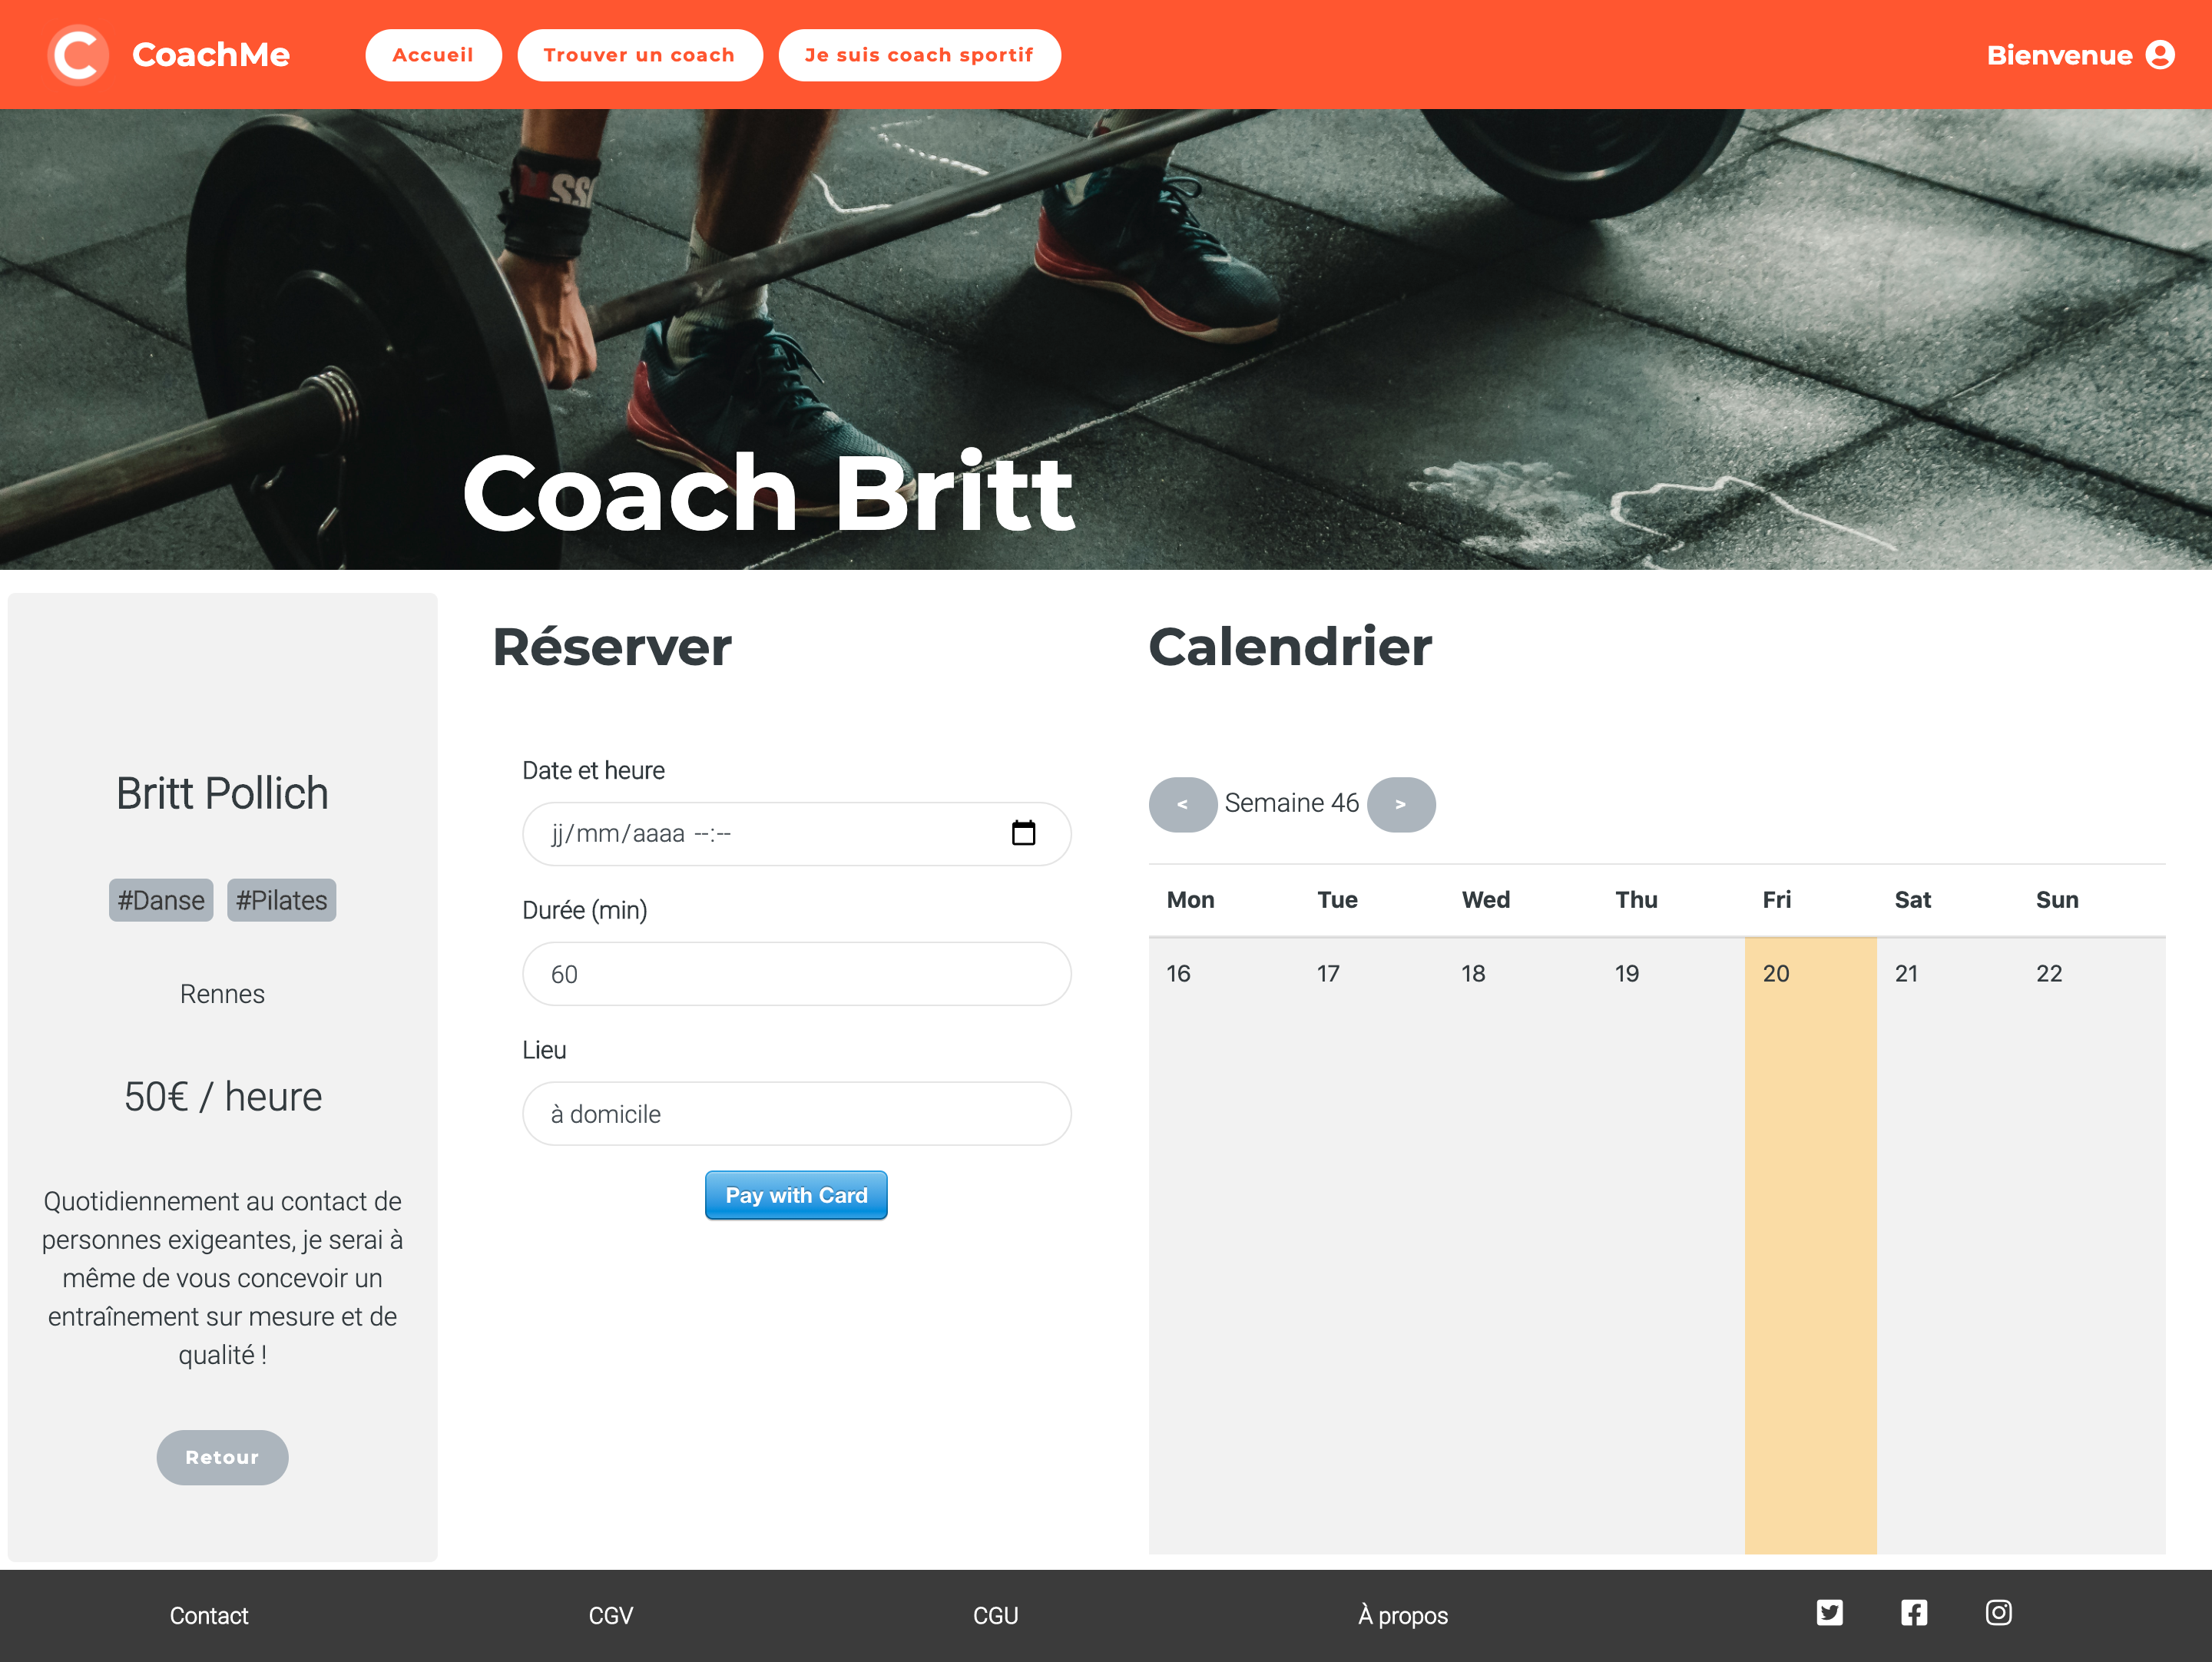 C CoachMe Accueil Trouver un coach Je suis coach sportif Bienvenue
Coach Britt
Britt Pollich
#Danse #Pilates
Rennes
50€ / heure
Quotidiennement au contact de
personnes exigeantes, je serai à
même de vous concevoir un
entraînement sur mesure et de
qualité !
Retour
Réserver
Date et heure
jj/mm/aaaa --:--
Durée (min)
60
Lieu
à domicile
Pay with Card
Calendrier
< Semaine 46 >
Mon Tue Wed Thu Fri Sat Sun
16 17 18 19 20 21 22
Contact CGV CGU À propos